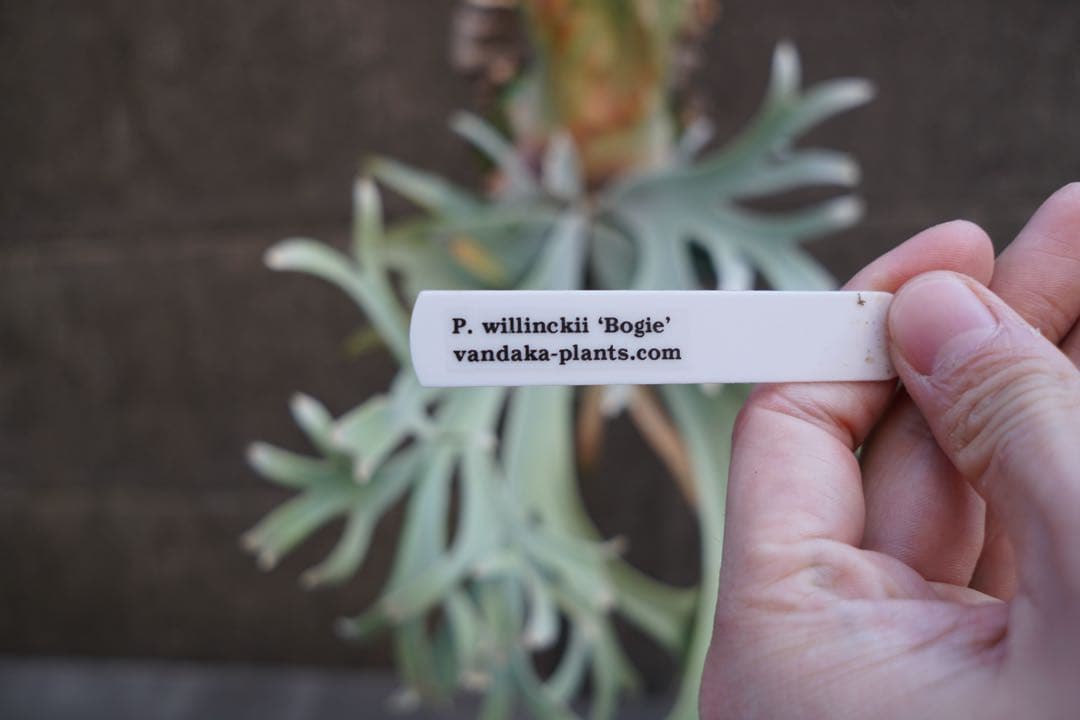 P. willinckii ‘Bogie’
vandaka-plants.com